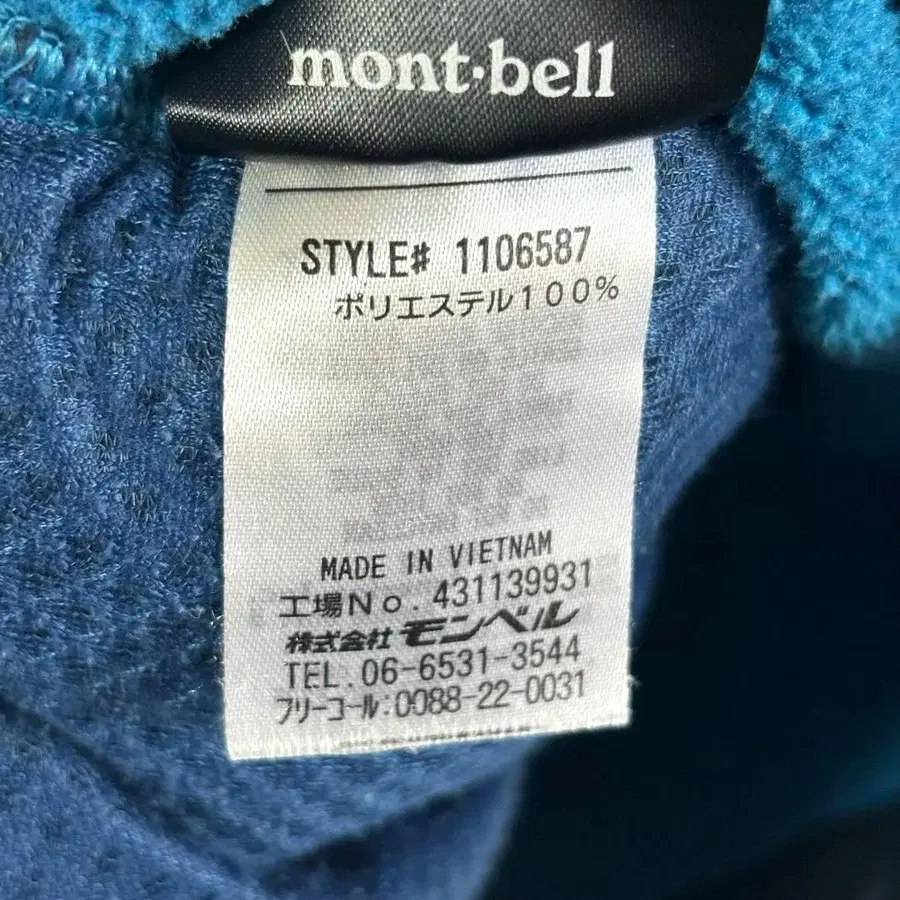 mont·bell
STYLE# 1106587
ポリエステル100%
MADE IN VIETNAM
工場No. 431139931
株式会社 モンベル
TEL. 06-6531-3544
フリーコール:0088-22-0031